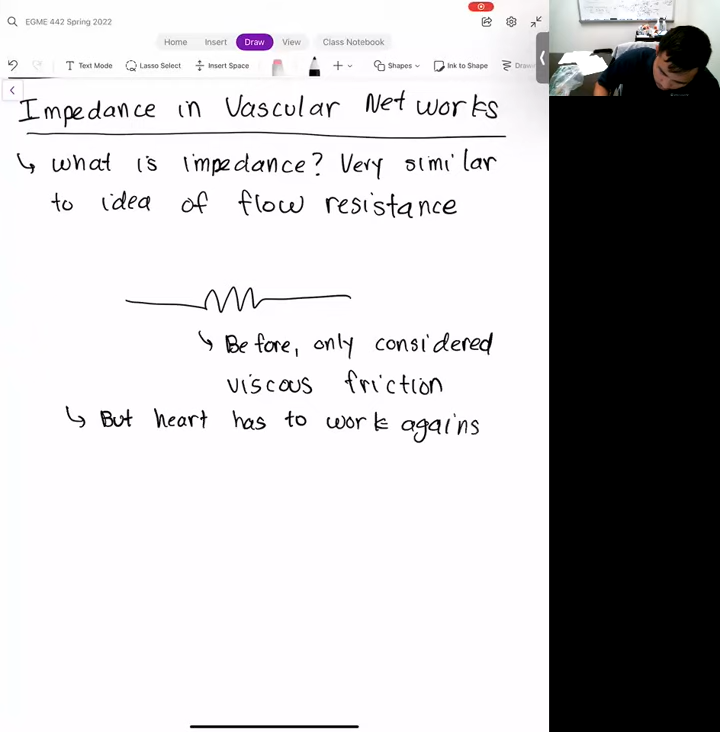 EGME 442 Spring 2022
Home Insert Draw View Class Notebook
Text Mode Lasso Select Insert Space Shapes Ink to Shape Draw
Impedance in Vascular Networks
↳ what is impedance? Very similar
to idea of flow resistance
↳ Before, only considered
viscous friction
↳ But heart has to work agains